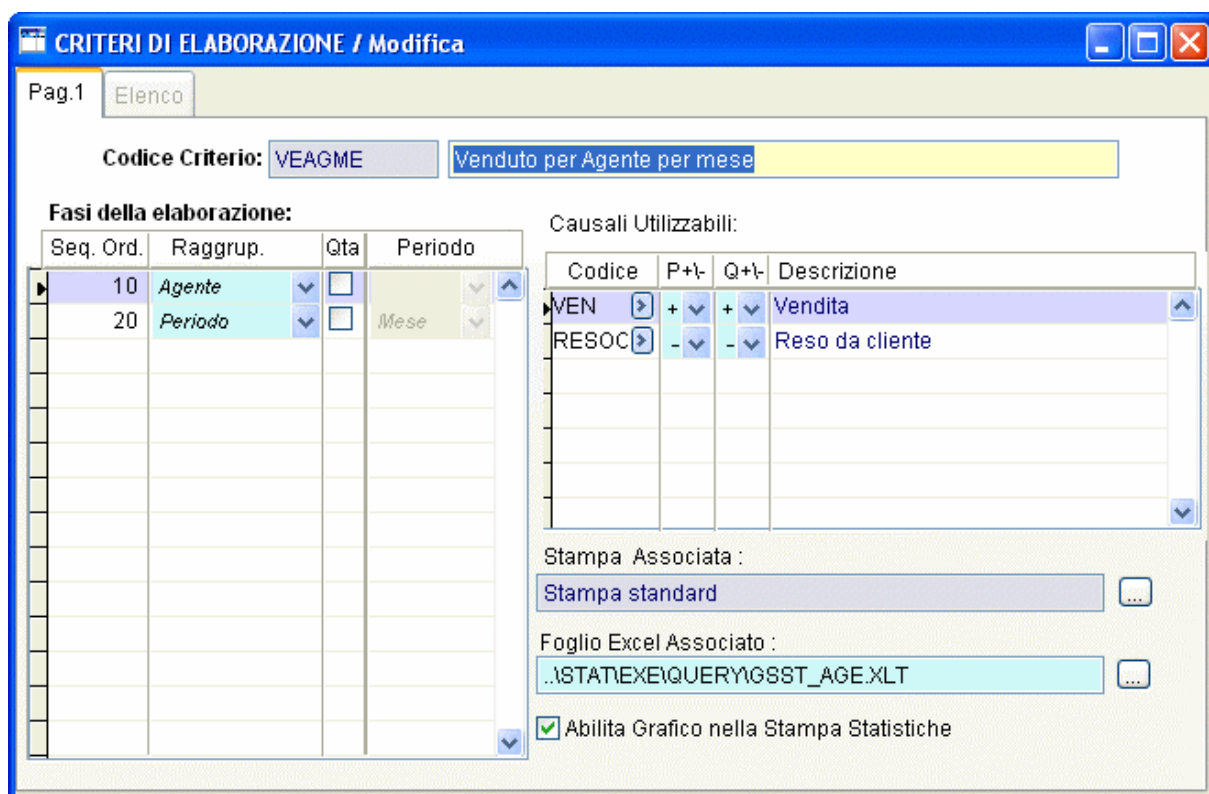 CRITERI DI ELABORAZIONE / Modifica
Pag.1 Elenco
Codice Criterio: VEAGME Venduto per Agente per mese
Fasi della elaborazione:
Seq. Ord. Raggrup. Qta Periodo
10 Agente
20 Periodo Mese
Causali Utilizzabili:
Codice P+\- Q+\- Descrizione
VEN + + Vendita
RESOC - - Reso da cliente
Stampa Associata :
Stampa standard ...
Foglio Excel Associato :
..\STAT\EXE\QUERY\GSST_AGE.XLT ...
Abilita Grafico nella Stampa Statistiche